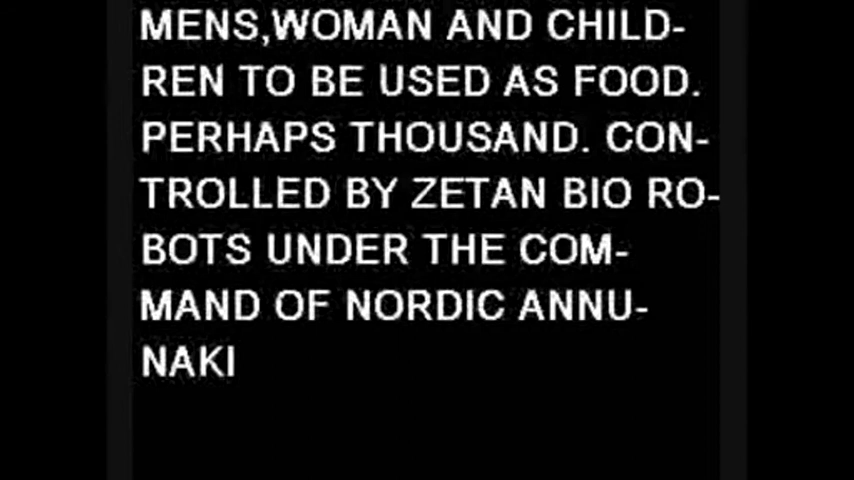 MENS,WOMAN AND CHILD-
REN TO BE USED AS FOOD.
PERHAPS THOUSAND. CON-
TROLLED BY ZETAN BIO RO-
BOTS UNDER THE COM-
MAND OF NORDIC ANNU-
NAKI